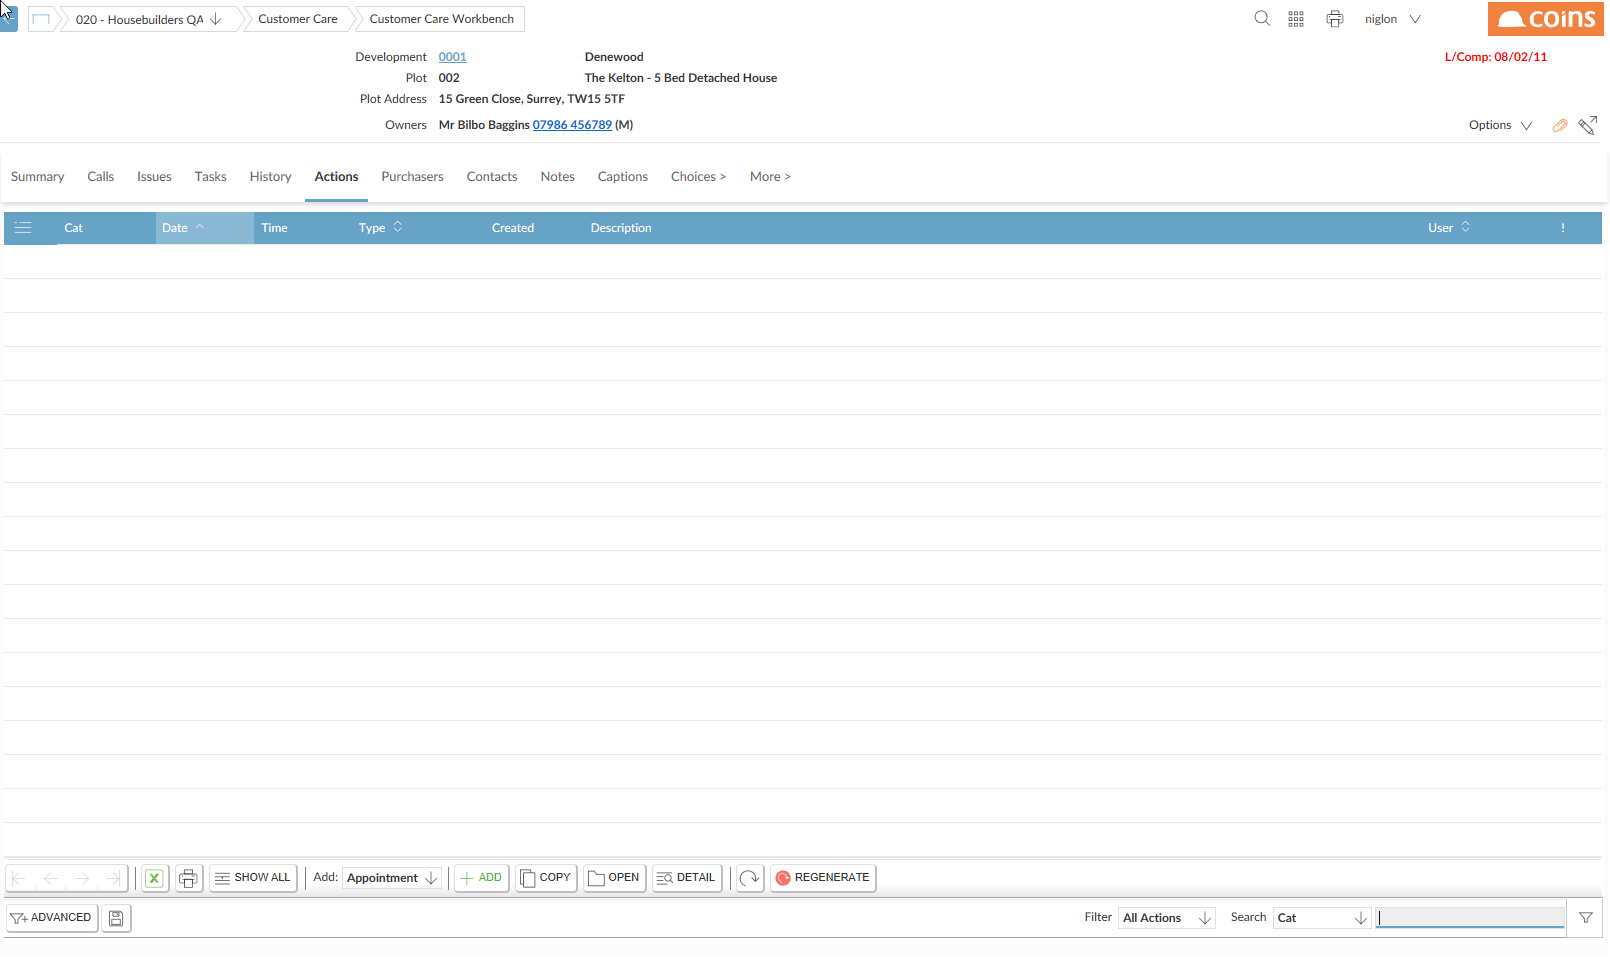 020 - Housebuilders QA Customer Care Customer Care Workbench niglon coins
Development 0001 Denewood L/Comp: 08/02/11
Plot 002 The Kelton - 5 Bed Detached House
Plot Address 15 Green Close, Surrey, TW15 5TF
Owners Mr Bilbo Baggins 07986 456789 (M) Options
Summary Calls Issues Tasks History Actions Purchasers Contacts Notes Captions Choices > More >
Cat Date Time Type Created Description User !
SHOW ALL Add: Appointment ADD COPY OPEN DETAIL REGENERATE
ADVANCED Filter All Actions Search Cat